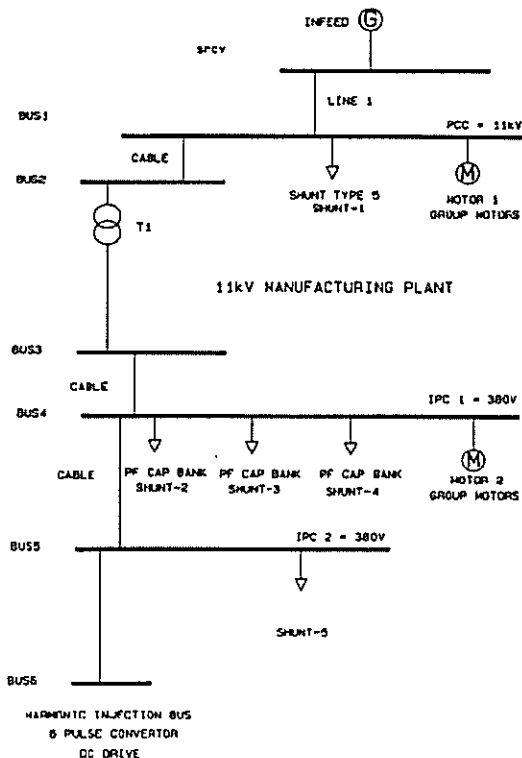 INFEED
G
SPCV
LINE 1
BUS1
PCC = 11kV
CABLE
BUS2
M
SHUNT TYPE 5
SHUNT-1
MOTOR 1
GROUP MOTORS
T1
11kV MANUFACTURING PLANT
BUS3
CABLE
IPC 1 = 380V
BUS4
M
CABLE
PF CAP BANK
SHUNT-2
PF CAP BANK
SHUNT-3
PF CAP BANK
SHUNT-4
MOTOR 2
GROUP MOTORS
IPC 2 = 380V
BUS5
SHUNT-5
BUS6
HARMONIC INJECTION BUS
6 PULSE CONVERTOR
DC DRIVE